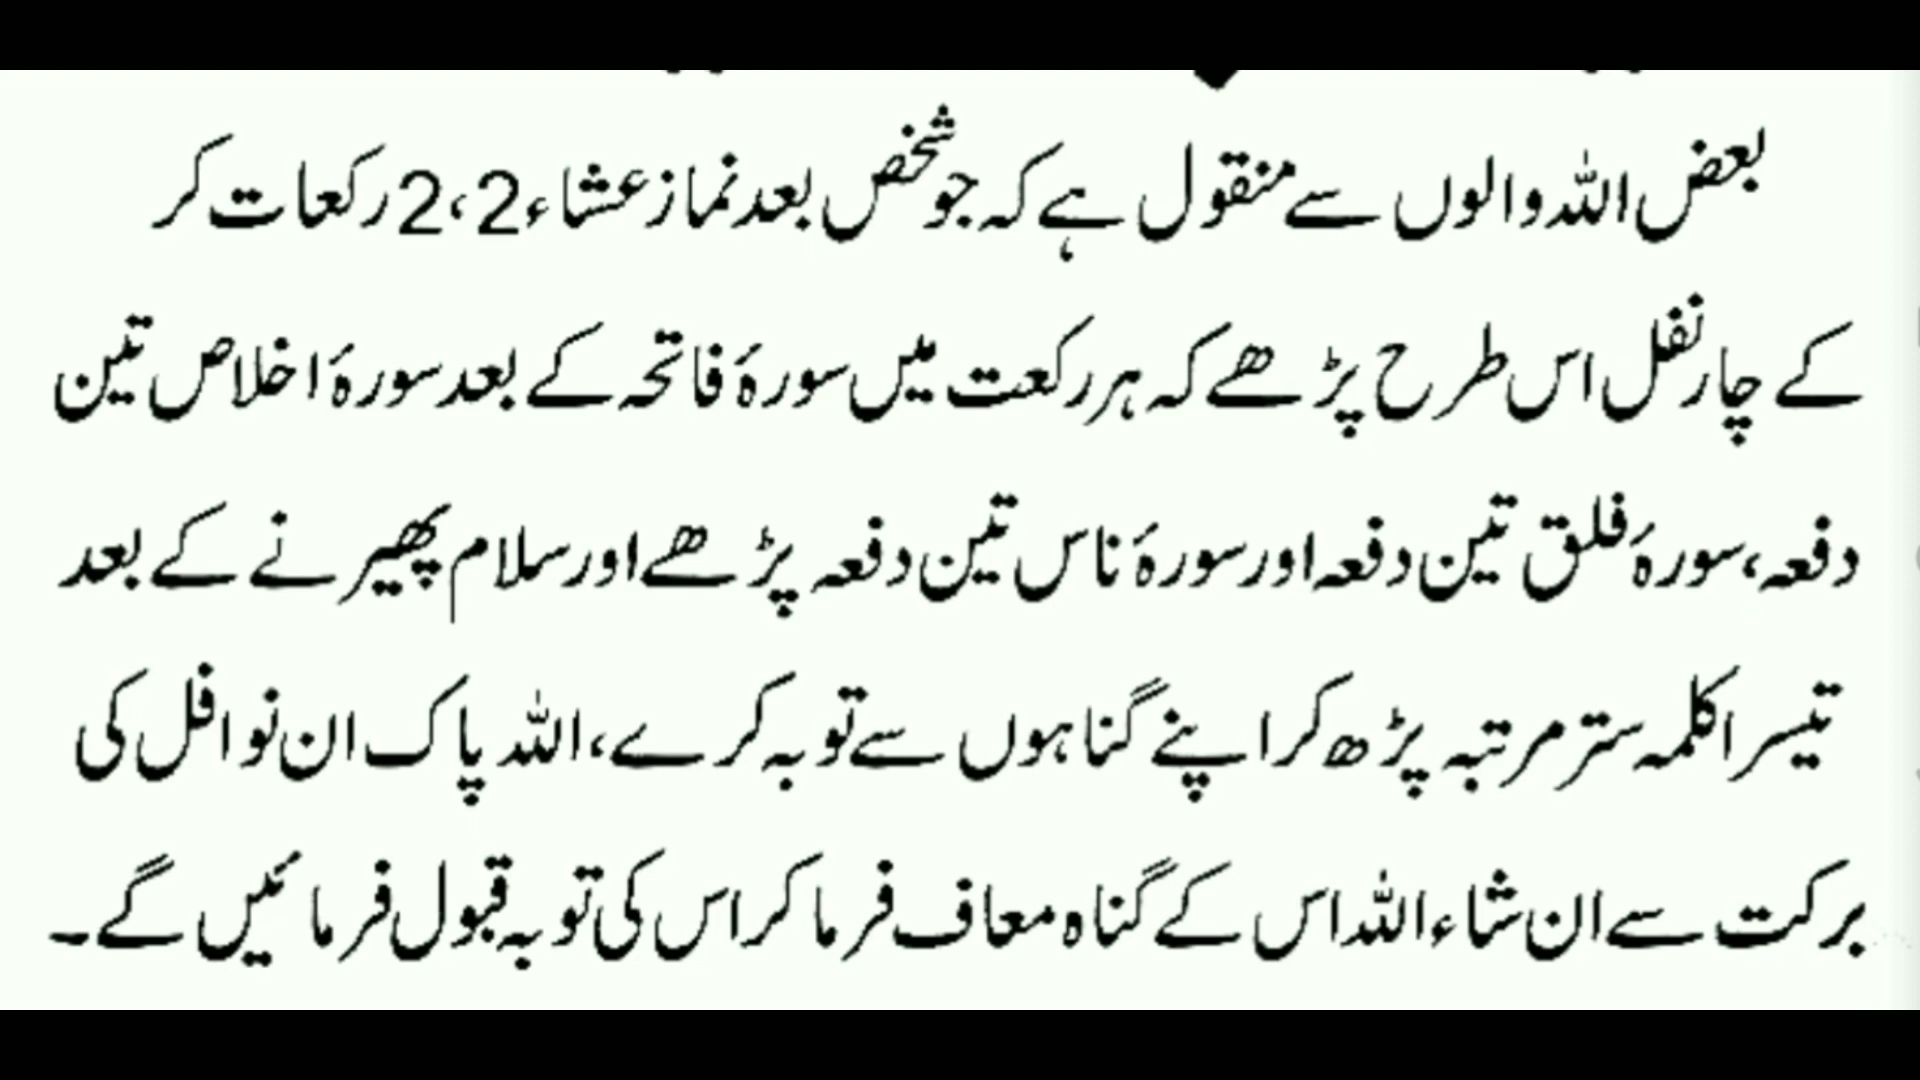 بعض اللہ والوں سے منقول ہے کہ جو شخص بعد نماز عشاء 2،2 رکعات کر
کے چار نفل اس طرح پڑھے کہ ہر رکعت میں سورۂ فاتحہ کے بعد سورۂ اخلاص تین
دفعہ، سورۂ فلق تین دفعہ اور سورۂ ناس تین دفعہ پڑھے اور سلام پھیرنے کے بعد
تیسرا کلمہ ستر مرتبہ پڑھ کر اپنے گناہوں سے توبہ کرے، اللہ پاک ان نوافل کی
برکت سے ان شاء اللہ اس کے گناہ معاف فرما کر اس کی توبہ قبول فرمائیں گے۔